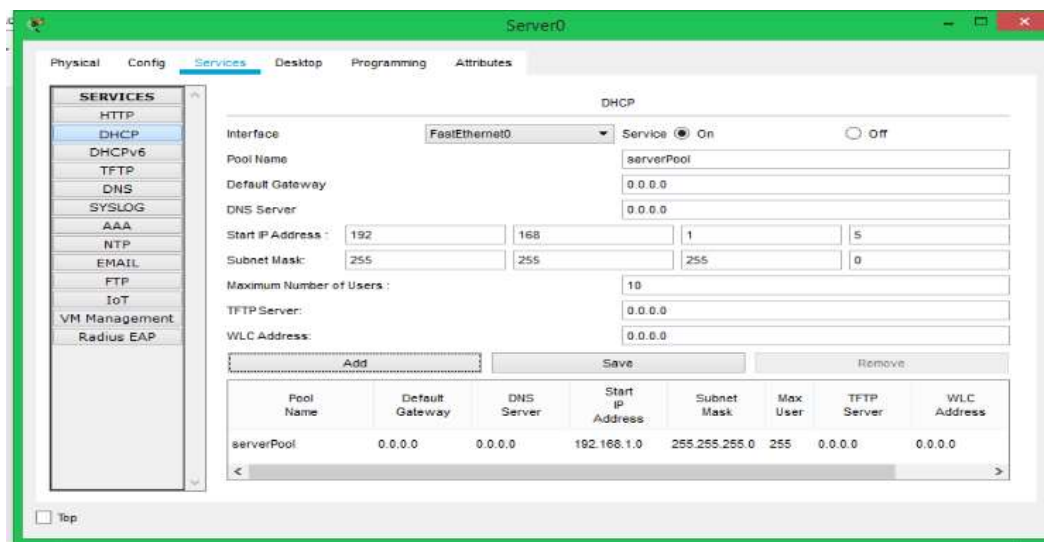 Server0
Physical Config Services Desktop Programming Attributes
SERVICES
HTTP
DHCP
DHCPv6
TFTP
DNS
SYSLOG
AAA
NTP
EMAIL
FTP
IoT
VM Management
Radius EAP
DHCP
Interface FastEthernet0 Service On Off
Pool Name serverPool
Default Gateway 0.0.0.0
DNS Server 0.0.0.0
Start IP Address : 192 168 1 5
Subnet Mask: 255 255 255 0
Maximum Number of Users : 10
TFTP Server: 0.0.0.0
WLC Address: 0.0.0.0
Add Save Remove
Pool Name Default Gateway DNS Server Start IP Address Subnet Mask Max User TFTP Server WLC Address
serverPool 0.0.0.0 0.0.0.0 192.168.1.0 255.255.255.0 255 0.0.0.0 0.0.0.0
Top